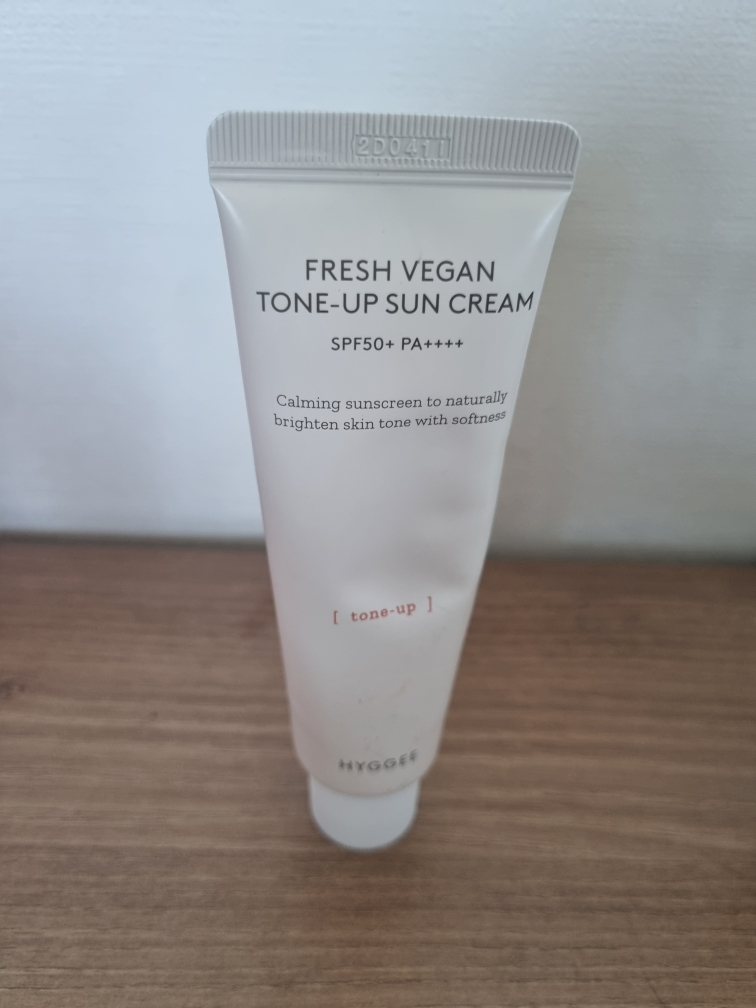 2D0411
FRESH VEGAN
TONE-UP SUN CREAM
SPF50+ PA++++
Calming sunscreen to naturally
brighten skin tone with softness
[ tone-up ]
HYGGEE